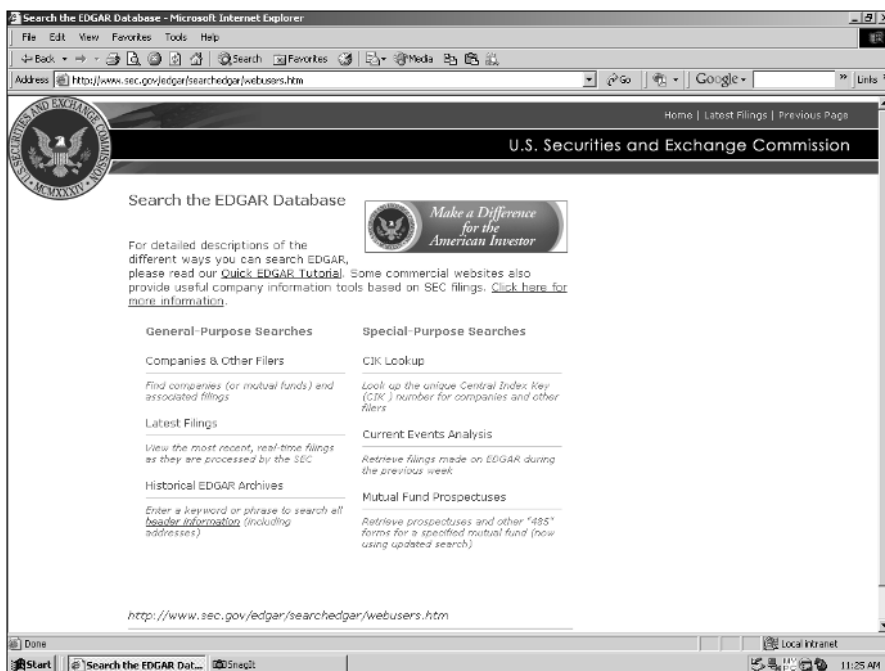 Search the EDGAR Database - Microsoft Internet Explorer
File Edit View Favorites Tools Help
Back Search Favorites Media
Address http://www.sec.gov/edgar/searchedgar/webusers.htm Go Google Links
Home | Latest Filings | Previous Page
U.S. Securities and Exchange Commission
U.S. SECURITIES AND EXCHANGE COMMISSION
MCMXXXIV
Search the EDGAR Database
Make a Difference
for the
American Investor
For detailed descriptions of the
different ways you can search EDGAR,
please read our Quick EDGAR Tutorial. Some commercial websites also
provide useful company information tools based on SEC filings. Click here for
more information.
General-Purpose Searches
Companies & Other Filers
Find companies (or mutual funds) and
associated filings
Latest Filings
View the most recent, real-time filings
as they are processed by the SEC
Historical EDGAR Archives
Enter a keyword or phrase to search all
header information (including
addresses)
Special-Purpose Searches
CIK Lookup
Look up the unique Central Index Key
(CIK ) number for companies and other
filers
Current Events Analysis
Retrieve filings made on EDGAR during
the previous week
Mutual Fund Prospectuses
Retrieve prospectuses and other "485"
forms for a specified mutual fund (now
using updated search)
http://www.sec.gov/edgar/searchedgar/webusers.htm
Done Local intranet
Start Search the EDGAR Dat... SnagIt 11:25 AM